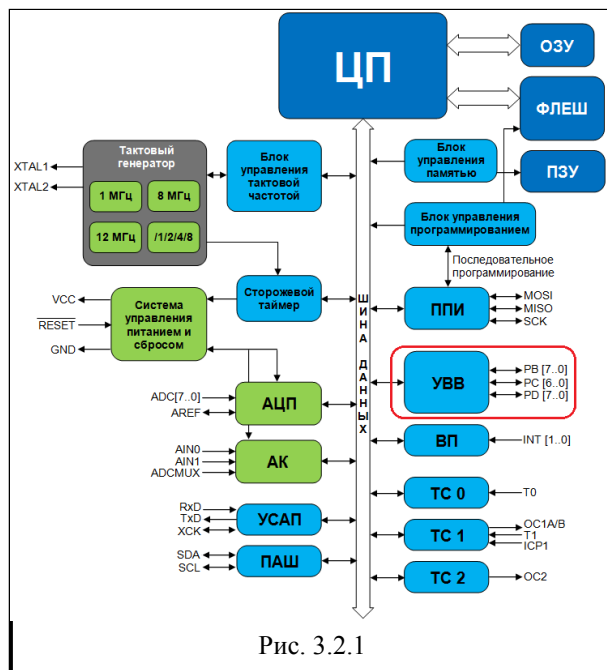 ЦП
ОЗУ
ФЛЕШ
ПЗУ
XTAL1
XTAL2
Тактовый
генератор
1 МГц
8 МГц
12 МГц
/1/2/4/8
Блок
управления
тактовой
частотой
Блок управления
памятью
Блок управления
программированием
Последовательное
программирование
VCC
RESET
GND
Система
управления
питанием и
сбросом
Сторожевой
таймер
ШИНА ДАННЫХ
ППИ
MOSI
MISO
SCK
УВВ
PB [7..0]
PC [6..0]
PD [7..0]
ADC[7..0]
AREF
АЦП
ВП
INT [1..0]
AIN0
AIN1
ADCMUX
АК
ТС 0
T0
RxD
TxD
XCK
УСАП
ТС 1
OC1A/B
T1
ICP1
SDA
SCL
ПАШ
ТС 2
OC2
Рис. 3.2.1